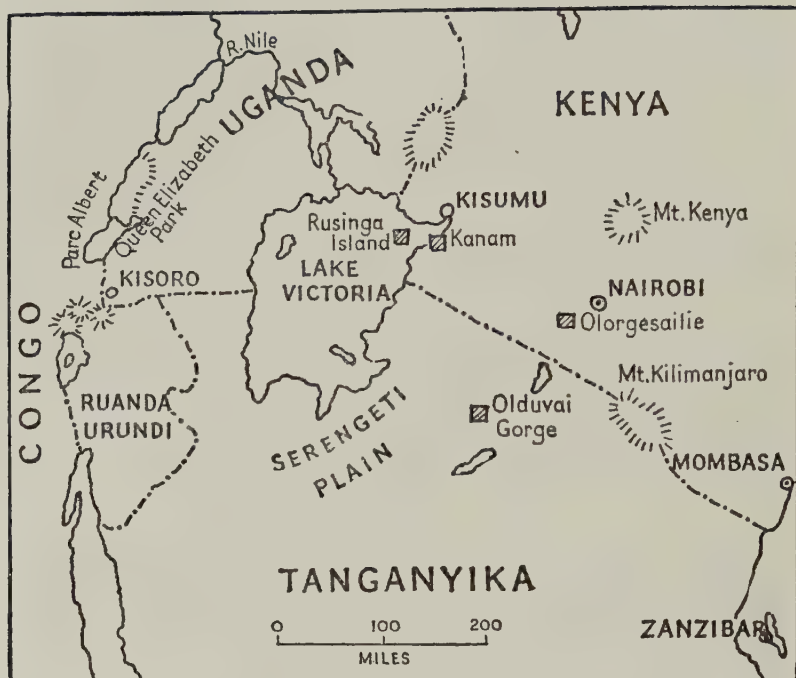 R. Nile
UGANDA
KENYA
Parc Albert
Queen Elizabeth
Park
KISUMU
Rusinga
Island
Kanam
Mt. Kenya
KISORO
LAKE
VICTORIA
NAIROBI
Olorgesailie
CONGO
RUANDA
URUNDI
Mt. Kilimanjaro
Olduvai
Gorge
SERENGETI
PLAIN
MOMBASA
TANGANYIKA
0 100 200
MILES
ZANZIBAR